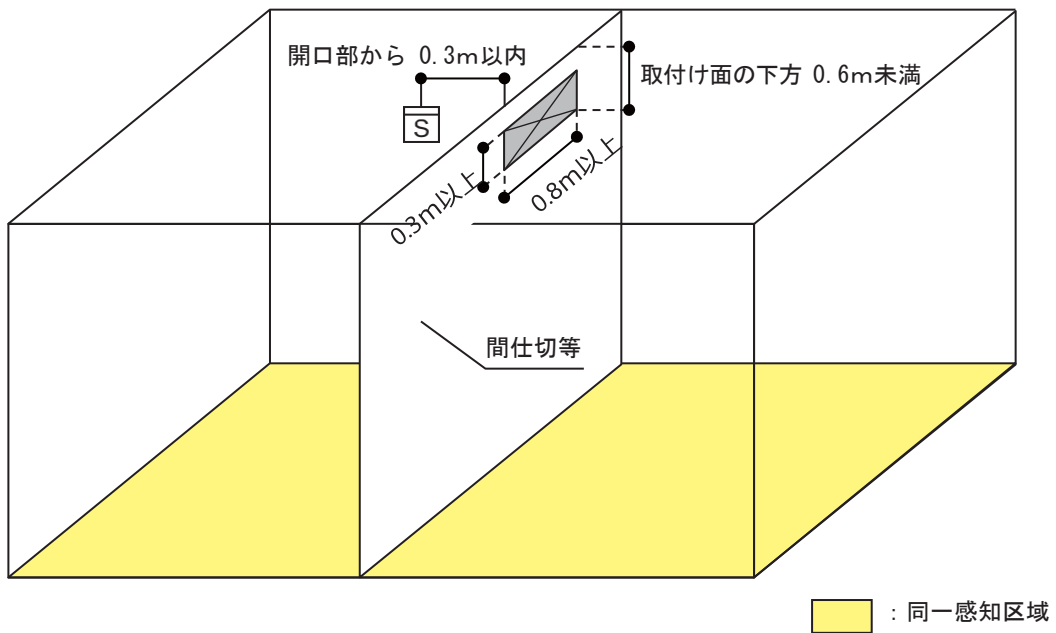 開口部から 0.3m以内
取付け面の下方 0.6m未満
S
0.3m以上
0.8m以上
間仕切等
：同一感知区域